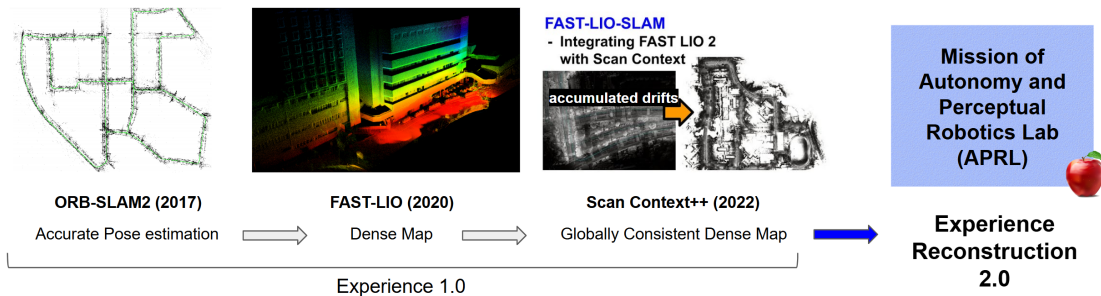 FAST-LIO-SLAM
- Integrating FAST LIO 2
with Scan Context
accumulated drifts
Mission of
Autonomy and
Perceptual
Robotics Lab
(APRL)
ORB-SLAM2 (2017)
FAST-LIO (2020)
Scan Context++ (2022)
Accurate Pose estimation
Dense Map
Globally Consistent Dense Map
Experience
Reconstruction
2.0
Experience 1.0